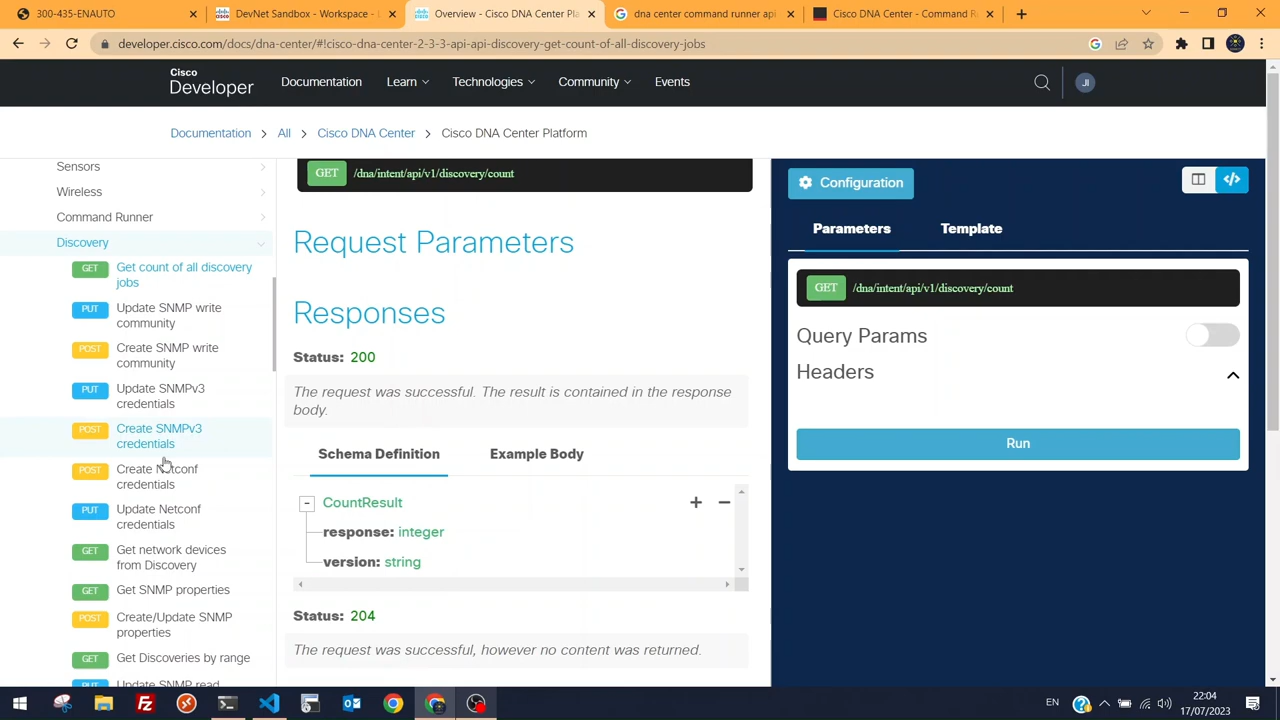 300-435-ENAUTO
DevNet Sandbox - Workspace - L
Overview - Cisco DNA Center Pla
dna center command runner api
Cisco DNA Center - Command R
developer.cisco.com/docs/dna-center/#!cisco-dna-center-2-3-3-api-api-discovery-get-count-of-all-discovery-jobs
Cisco
Developer
Documentation
Learn
Technologies
Community
Events
JI
Documentation
All
Cisco DNA Center
Cisco DNA Center Platform
Sensors
Wireless
Command Runner
Discovery
GET Get count of all discovery
jobs
PUT Update SNMP write
community
POST Create SNMP write
community
PUT Update SNMPv3
credentials
POST Create SNMPv3
credentials
POST Create Netconf
credentials
PUT Update Netconf
credentials
GET Get network devices
from Discovery
GET Get SNMP properties
POST Create/Update SNMP
properties
GET Get Discoveries by range
PUT Update SNMP read
GET /dna/intent/api/v1/discovery/count
Request Parameters
Responses
Status: 200
The request was successful. The result is contained in the response
body.
Schema Definition
Example Body
CountResult
response: integer
version: string
Status: 204
The request was successful, however no content was returned.
Configuration
Parameters
Template
GET /dna/intent/api/v1/discovery/count
Query Params
Headers
Run
EN
22:04
17/07/2023